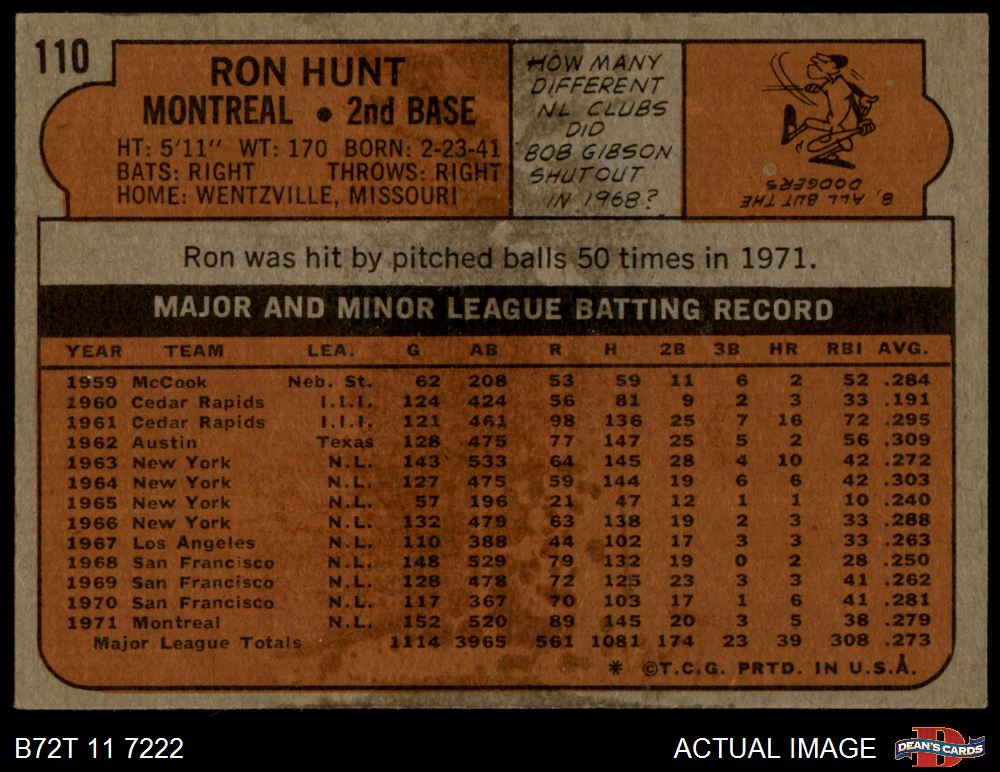 110
RON HUNT
MONTREAL • 2nd BASE
HT: 5'11" WT: 170 BORN: 2-23-41
BATS: RIGHT THROWS: RIGHT
HOME: WENTZVILLE, MISSOURI
HOW MANY
DIFFERENT
NL CLUBS
DID
BOB GIBSON
SHUTOUT
IN 1968?
8, ALL BUT THE
DODGERS
Ron was hit by pitched balls 50 times in 1971.
MAJOR AND MINOR LEAGUE BATTING RECORD
YEAR TEAM LEA. G AB R H 2B 3B HR RBI AVG.
1959 McCook Neb. St. 62 208 53 59 11 6 2 52 .284
1960 Cedar Rapids I.I.I. 124 424 56 81 9 2 3 33 .191
1961 Cedar Rapids I.I.I. 121 461 98 136 25 7 16 72 .295
1962 Austin Texas 128 475 77 147 25 5 2 56 .309
1963 New York N.L. 143 533 64 145 28 4 10 42 .272
1964 New York N.L. 127 475 59 144 19 6 6 42 .303
1965 New York N.L. 57 196 21 47 12 1 1 10 .240
1966 New York N.L. 132 479 63 138 19 2 3 33 .288
1967 Los Angeles N.L. 110 388 44 102 17 3 3 33 .263
1968 San Francisco N.L. 148 529 79 132 19 0 2 28 .250
1969 San Francisco N.L. 128 478 72 125 23 3 3 41 .262
1970 San Francisco N.L. 117 367 70 103 17 1 6 41 .281
1971 Montreal N.L. 152 520 89 145 20 3 5 38 .279
Major League Totals 1114 3965 561 1081 174 23 39 308 .273
* ©T.C.G. PRTD. IN U.S.A.
B72T 11 7222
ACTUAL IMAGE
D
DEAN'S CARDS